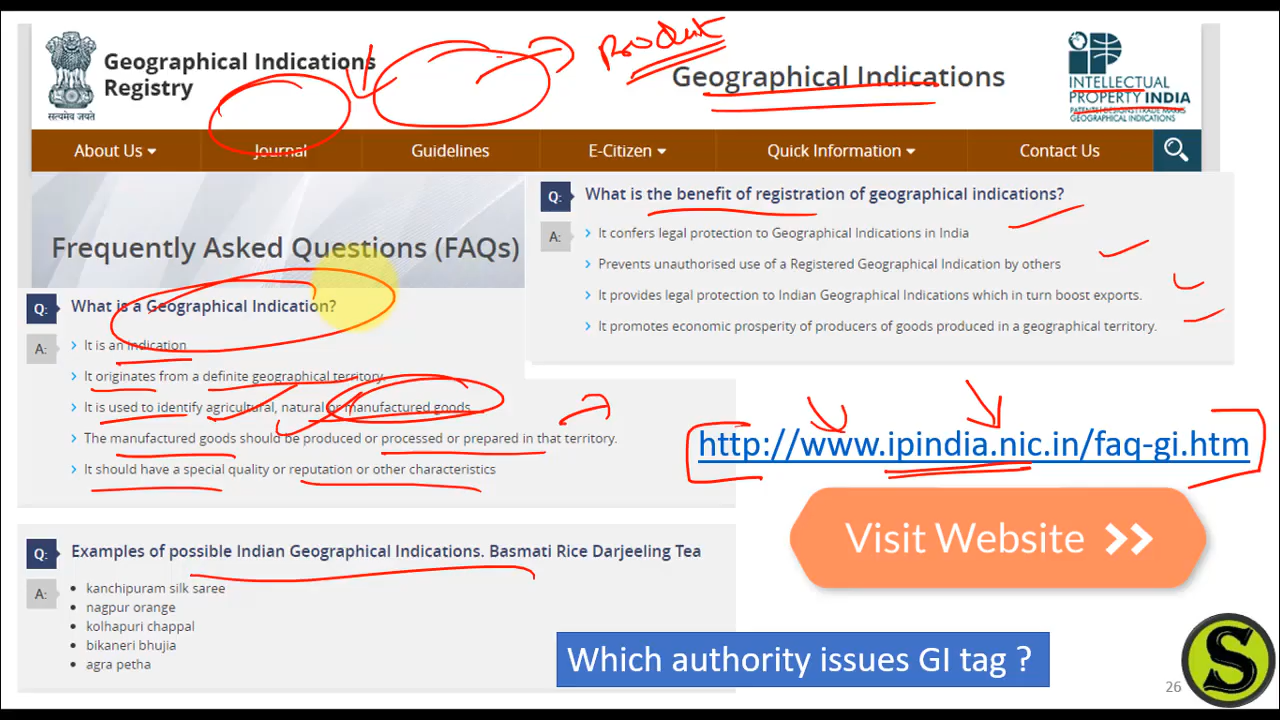 Product
सत्यमेव जयते
Geographical Indications
Registry
Geographical Indications
INTELLECTUAL
PROPERTY INDIA
PATENTS | DESIGNS | TRADE MARKS
GEOGRAPHICAL INDICATIONS
About Us
Journal
Guidelines
E-Citizen
Quick Information
Contact Us
Frequently Asked Questions (FAQs)
Q: What is a Geographical Indication?
A: It is an indication
It originates from a definite geographical territory.
It is used to identify agricultural, natural or manufactured goods
The manufactured goods should be produced or processed or prepared in that territory.
It should have a special quality or reputation or other characteristics
Q: What is the benefit of registration of geographical indications?
A: It confers legal protection to Geographical Indications in India
Prevents unauthorised use of a Registered Geographical Indication by others
It provides legal protection to Indian Geographical Indications which in turn boost exports.
It promotes economic prosperity of producers of goods produced in a geographical territory.
http://www.ipindia.nic.in/faq-gi.htm
Visit Website >>
Q: Examples of possible Indian Geographical Indications. Basmati Rice Darjeeling Tea
A: • kanchipuram silk saree
• nagpur orange
• kolhapuri chappal
• bikaneri bhujia
• agra petha
Which authority issues GI tag ?
26
S